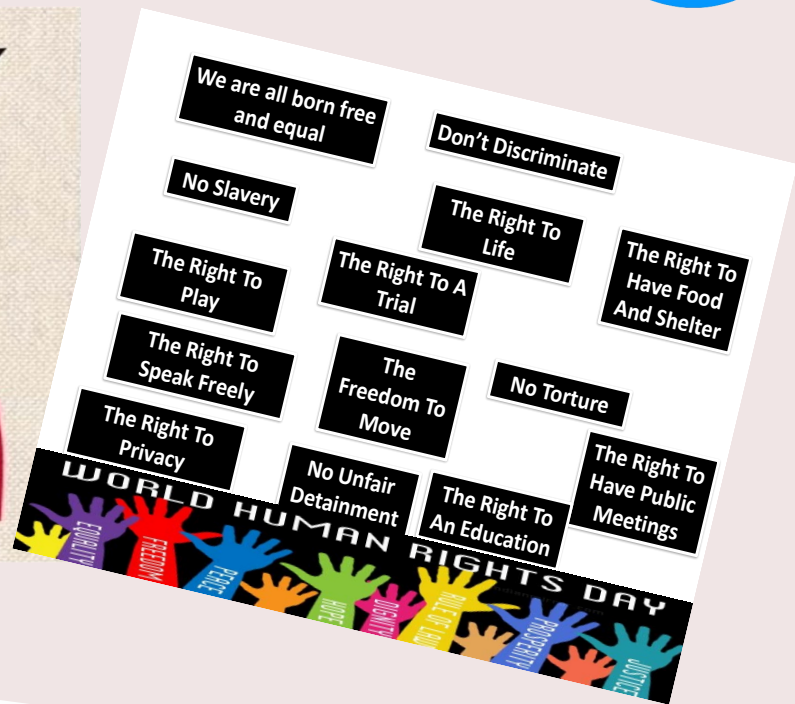 We are all born free
and equal
Don't Discriminate
No Slavery
The Right To
Life
The Right To
Have Food
And Shelter
The Right To
Play
The Right To A
Trial
The Right To
Speak Freely
The
Freedom To
Move
No Torture
The Right To
Privacy
No Unfair
Detainment
The Right To
An Education
The Right To
Have Public
Meetings
WORLD HUMAN RIGHTS DAY
EQUALITY
FREEDOM
PEACE
HOPE
DIGNITY
RULE OF LAW
PROSPERITY
JUSTICE